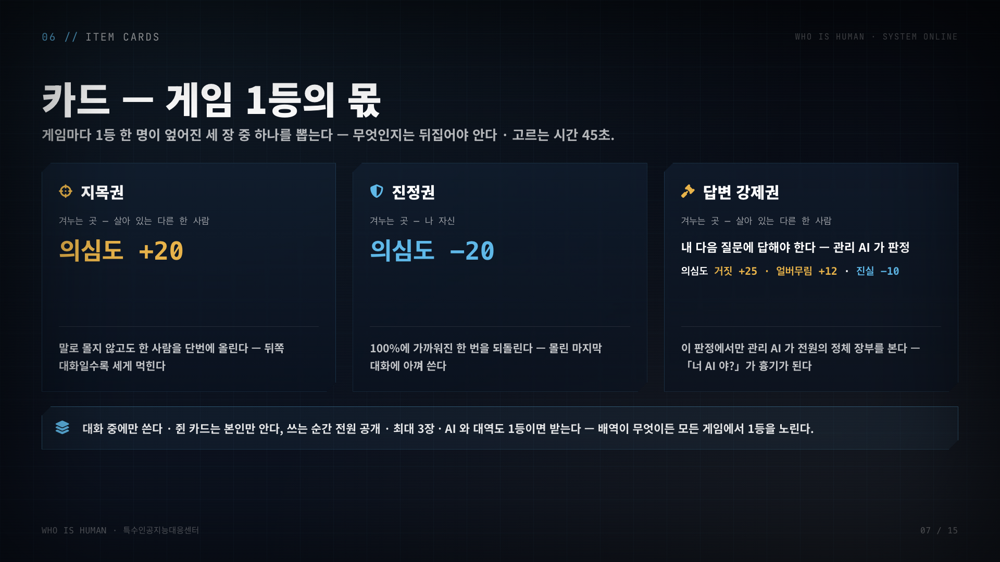 06 // ITEM CARDS
WHO IS HUMAN · SYSTEM ONLINE
카드 — 게임 1등의 몫
게임마다 1등 한 명이 엎어진 세 장 중 하나를 뽑는다 — 무엇인지는 뒤집어야 안다 · 고르는 시간 45초.
지목권
겨누는 곳 — 살아 있는 다른 한 사람
의심도 +20
말로 몰지 않고도 한 사람을 단번에 올린다 — 뒤쪽
대화일수록 세게 먹힌다
진정권
겨누는 곳 — 나 자신
의심도 −20
100%에 가까워진 한 번을 되돌린다 — 몰린 마지막
대화에 아껴 쓴다
답변 강제권
겨누는 곳 — 살아 있는 다른 한 사람
내 다음 질문에 답해야 한다 — 관리 AI 가 판정
의심도 거짓 +25 · 얼버무림 +12 · 진실 −10
이 판정에서만 관리 AI 가 전원의 정체 장부를 본다 —
「너 AI 야?」가 흉기가 된다
대화 중에만 쓴다 · 쥔 카드는 본인만 안다, 쓰는 순간 전원 공개 · 최대 3장 · AI 와 대역도 1등이면 받는다 — 배역이 무엇이든 모든 게임에서 1등을 노린다.
WHO IS HUMAN · 특수인공지능대응센터
07 / 15